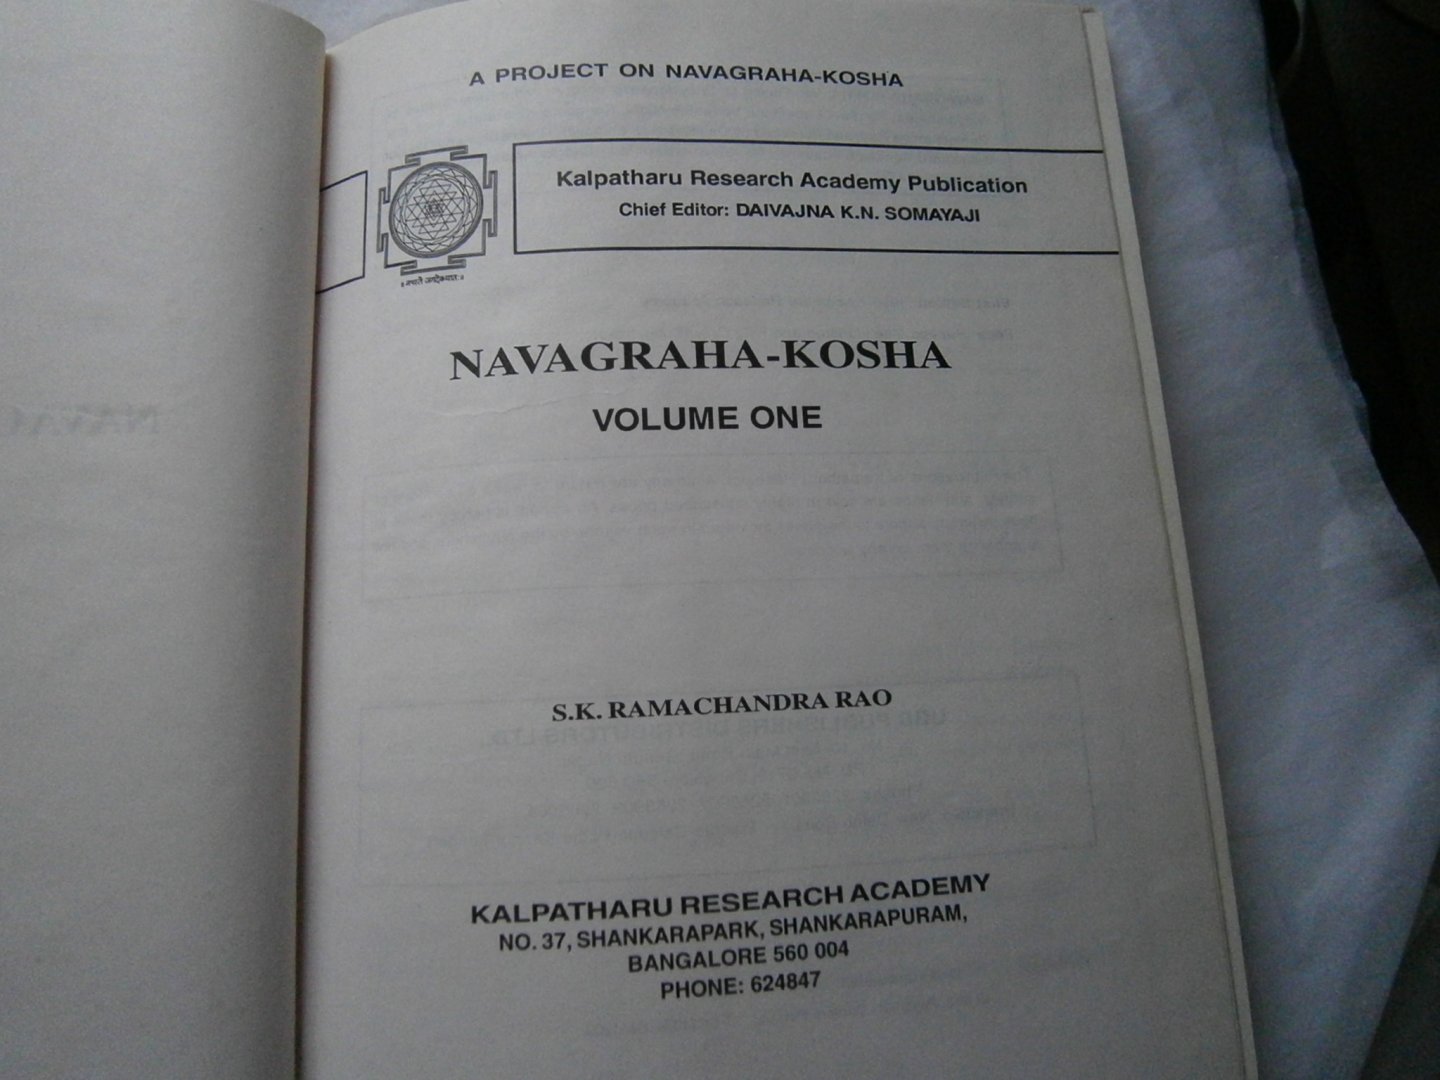 A PROJECT ON NAVAGRAHA-KOSHA
Kalpatharu Research Academy Publication
Chief Editor: DAIVAJNA K.N. SOMAYAJI
NAVAGRAHA-KOSHA
VOLUME ONE
S.K. RAMACHANDRA RAO
KALPATHARU RESEARCH ACADEMY
NO. 37, SHANKARAPARK, SHANKARAPURAM,
BANGALORE 560 004
PHONE: 624847